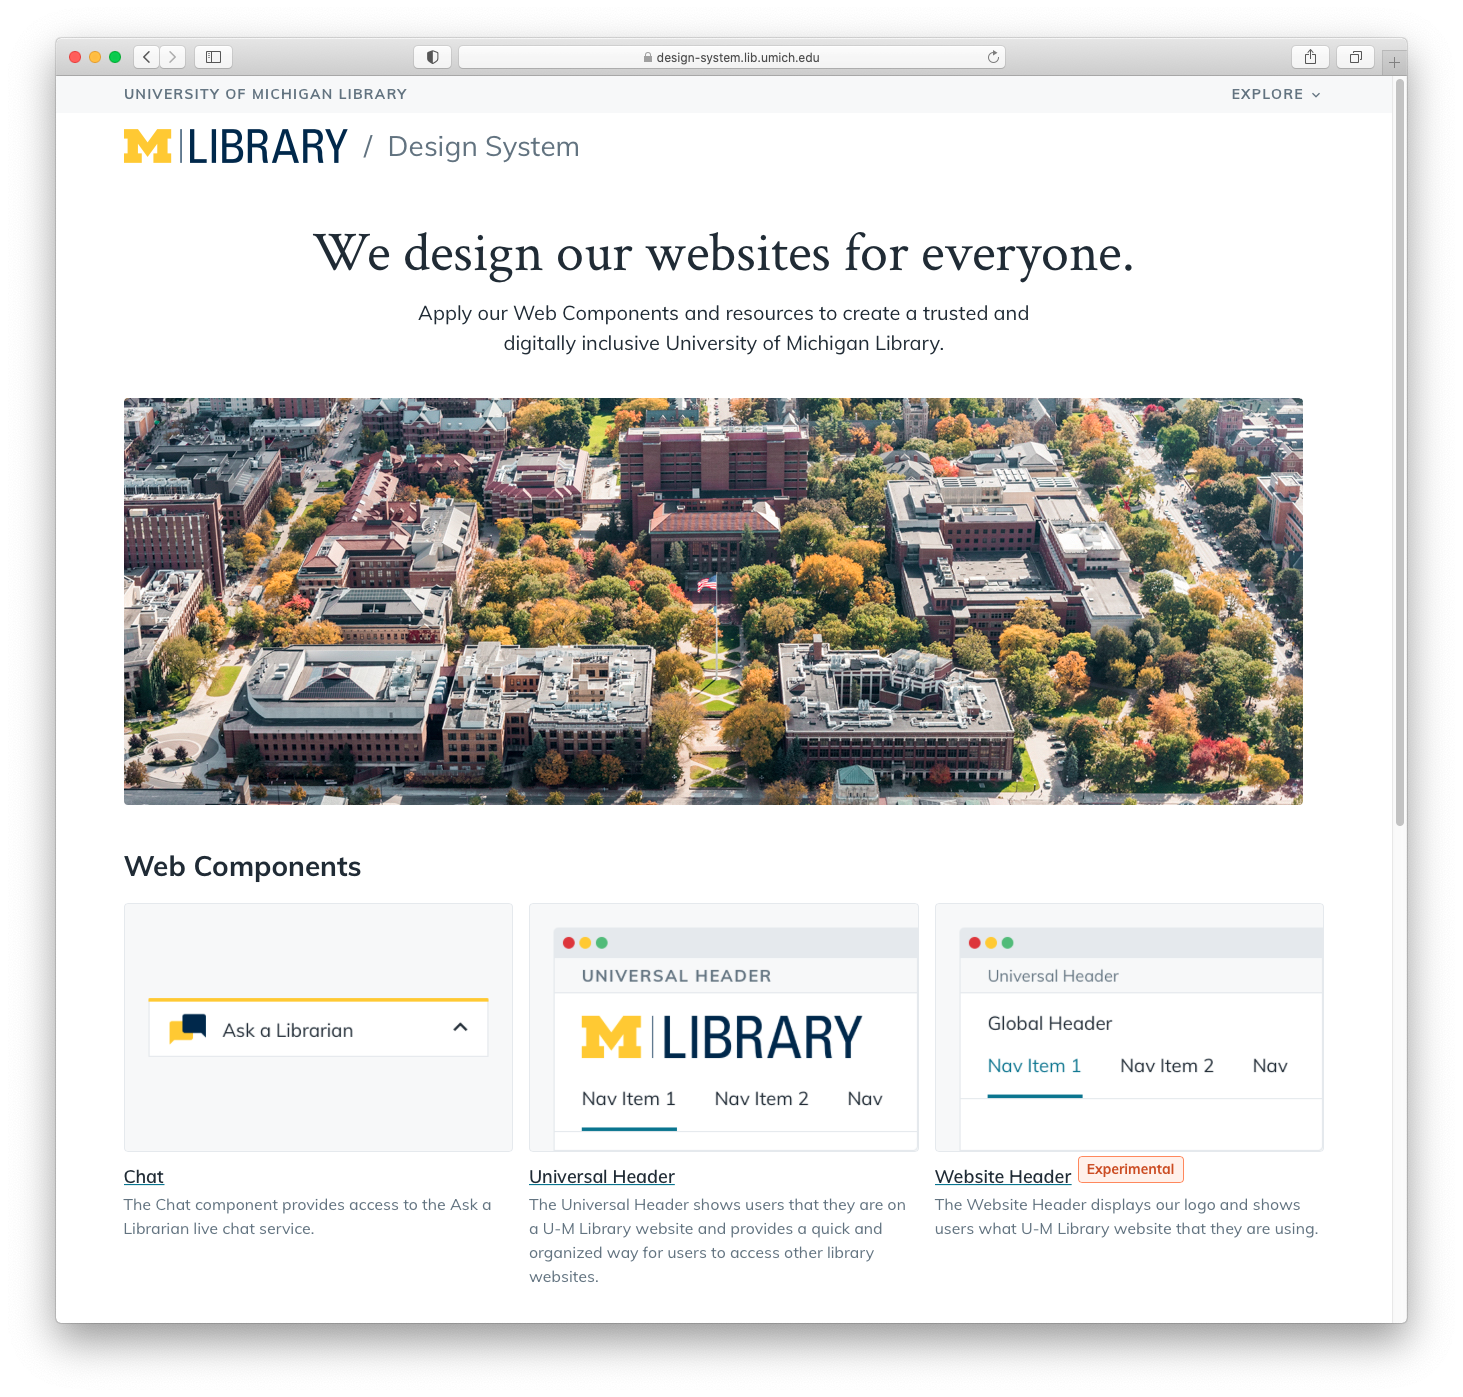 design-system.lib.umich.edu
UNIVERSITY OF MICHIGAN LIBRARY
EXPLORE
M LIBRARY / Design System
We design our websites for everyone.
Apply our Web Components and resources to create a trusted and
digitally inclusive University of Michigan Library.
Web Components
Ask a Librarian
UNIVERSAL HEADER
M LIBRARY
Nav Item 1 Nav Item 2 Nav
Universal Header
Global Header
Nav Item 1 Nav Item 2 Nav
Chat
The Chat component provides access to the Ask a
Librarian live chat service.
Universal Header
The Universal Header shows users that they are on
a U-M Library website and provides a quick and
organized way for users to access other library
websites.
Website Header Experimental
The Website Header displays our logo and shows
users what U-M Library website that they are using.